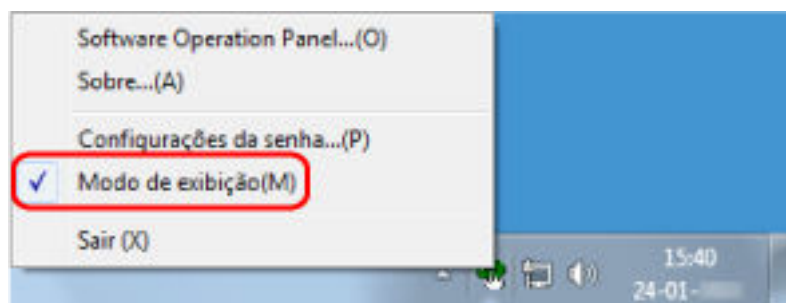 Software Operation Panel...(O)
Sobre...(A)
Configurações da senha...(P)
Modo de exibição(M)
Sair (X)
15:40
24-01-